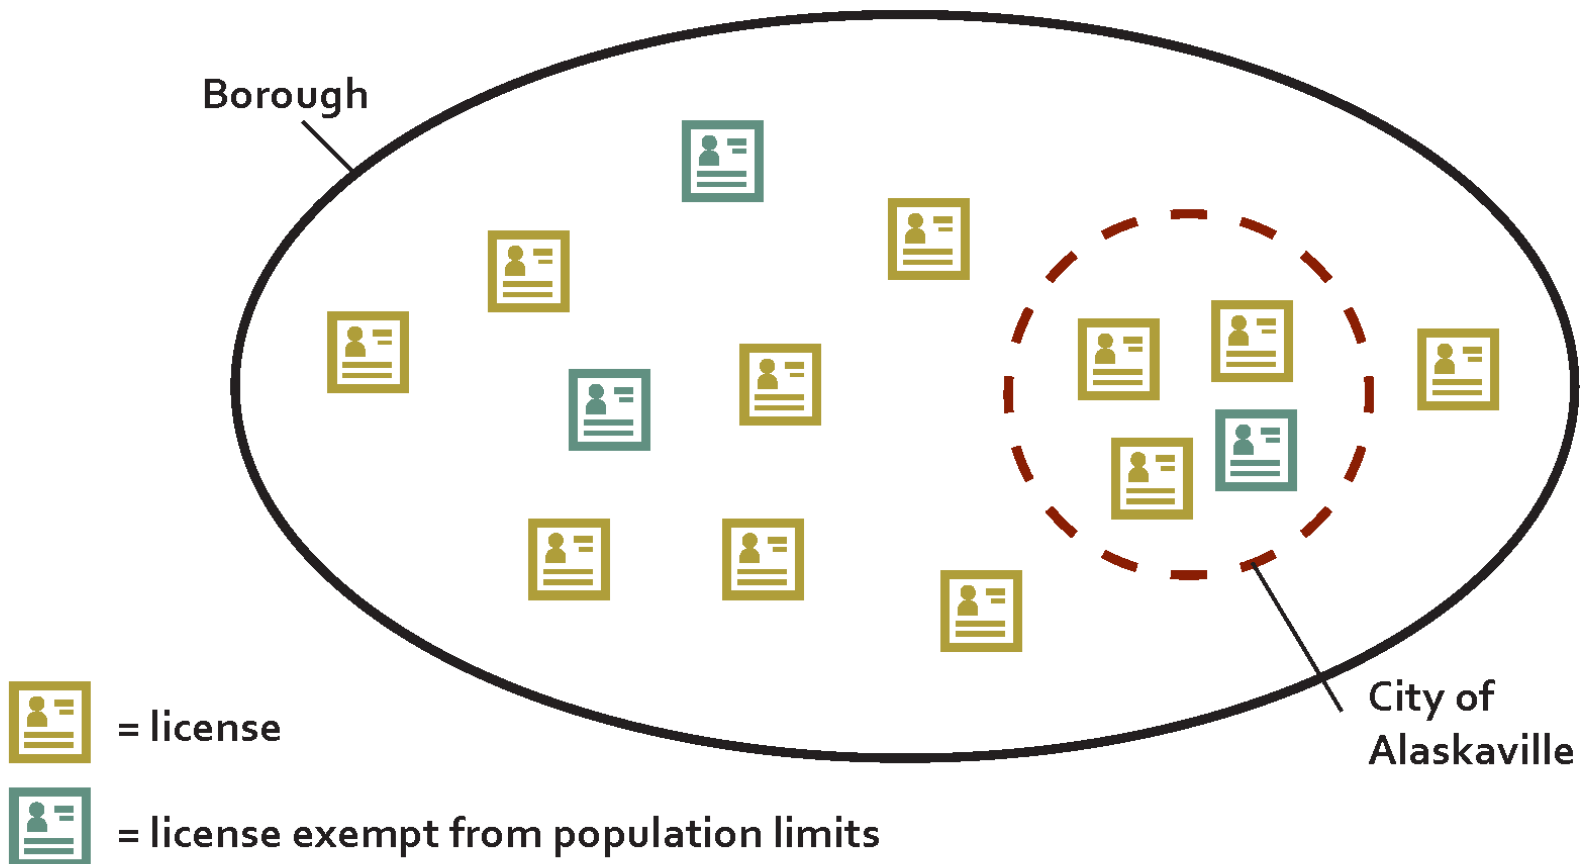 Borough
City of
Alaskaville
= license
= license exempt from population limits